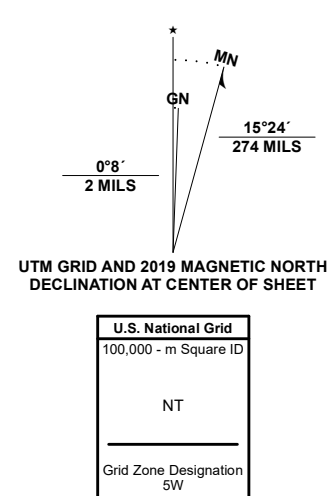 ★
MN
GN
15°24´
274 MILS
0°8´
2 MILS
UTM GRID AND 2019 MAGNETIC NORTH
DECLINATION AT CENTER OF SHEET
U.S. National Grid
100,000 - m Square ID
NT
Grid Zone Designation
5W